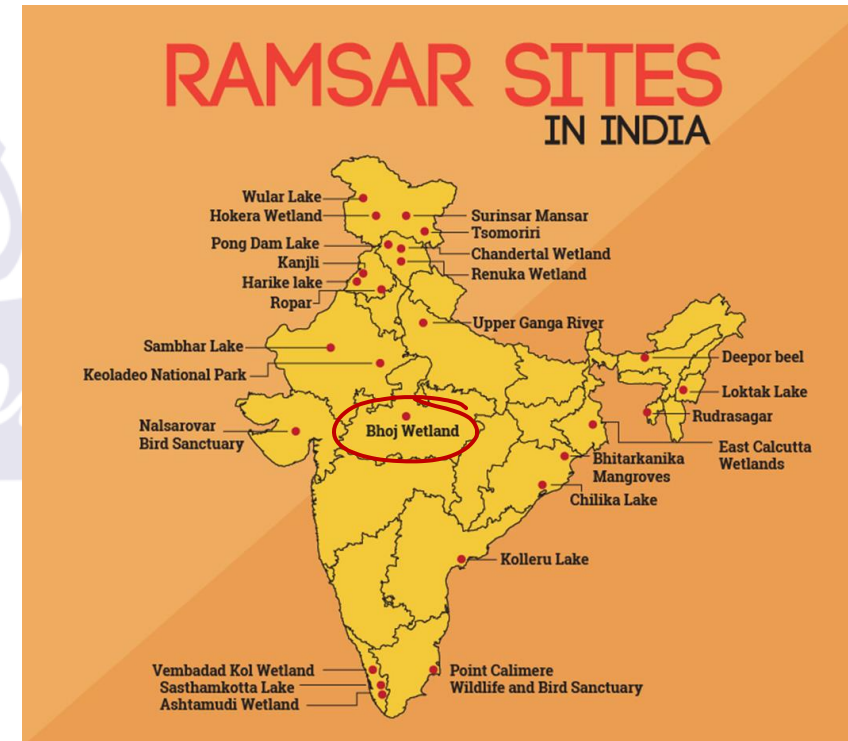 RAMSAR SITES
IN INDIA
Wular Lake
Hokera Wetland
Surinsar Mansar
Tsomoriri
Pong Dam Lake
Chandertal Wetland
Kanjli
Renuka Wetland
Harike lake
Ropar
Upper Ganga River
Sambhar Lake
Deepor beel
Keoladeo National Park
Loktak Lake
Rudrasagar
Nalsarovar
Bird Sanctuary
Bhoj Wetland
East Calcutta
Wetlands
Bhitarkanika
Mangroves
Chilika Lake
Kolleru Lake
Vembadad Kol Wetland
Point Calimere
Wildlife and Bird Sanctuary
Sasthamkotta Lake
Ashtamudi Wetland